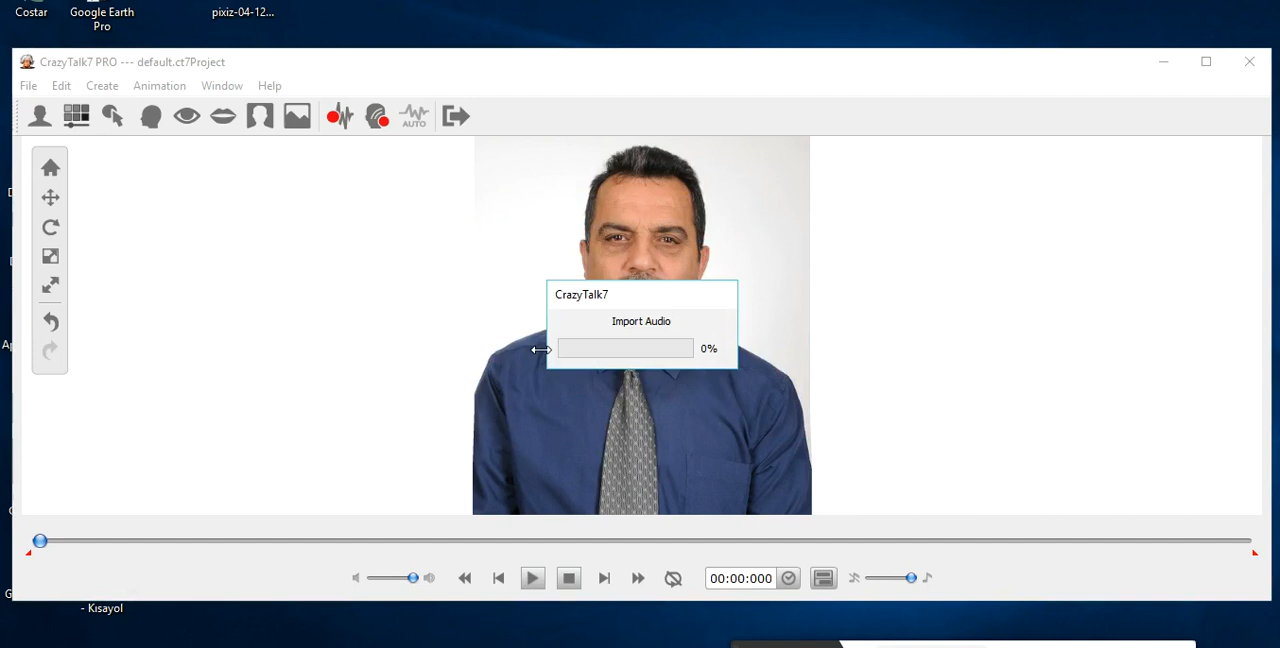 Costar
Google Earth
Pro
pixiz-04-12...
CrazyTalk7 PRO --- default.ct7Project
File Edit Create Animation Window Help
AUTO
CrazyTalk7
Import Audio
0%
00:00:000
- Kısayol